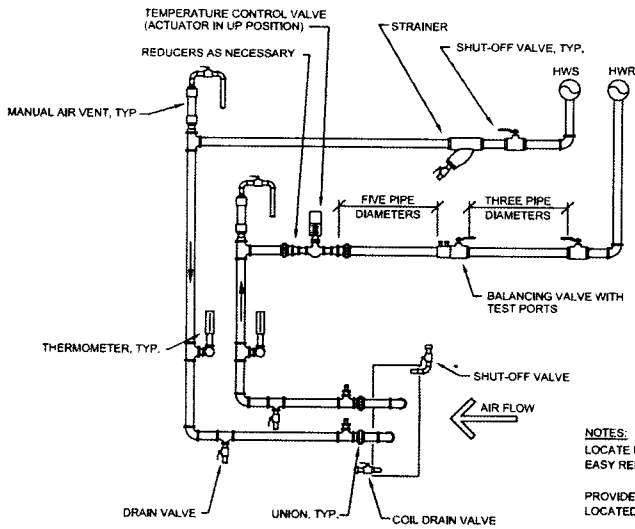 TEMPERATURE CONTROL VALVE
(ACTUATOR IN UP POSITION)
STRAINER
REDUCERS AS NECESSARY
SHUT-OFF VALVE, TYP.
HWS
HWR
MANUAL AIR VENT, TYP
FIVE PIPE
DIAMETERS
THREE PIPE
DIAMETERS
BALANCING VALVE WITH
TEST PORTS
THERMOMETER, TYP.
SHUT-OFF VALVE
AIR FLOW
NOTES:
LOCATE
EASY
PROVIDE
LOCATED
DRAIN VALVE
UNION, TYP.
COIL DRAIN VALVE